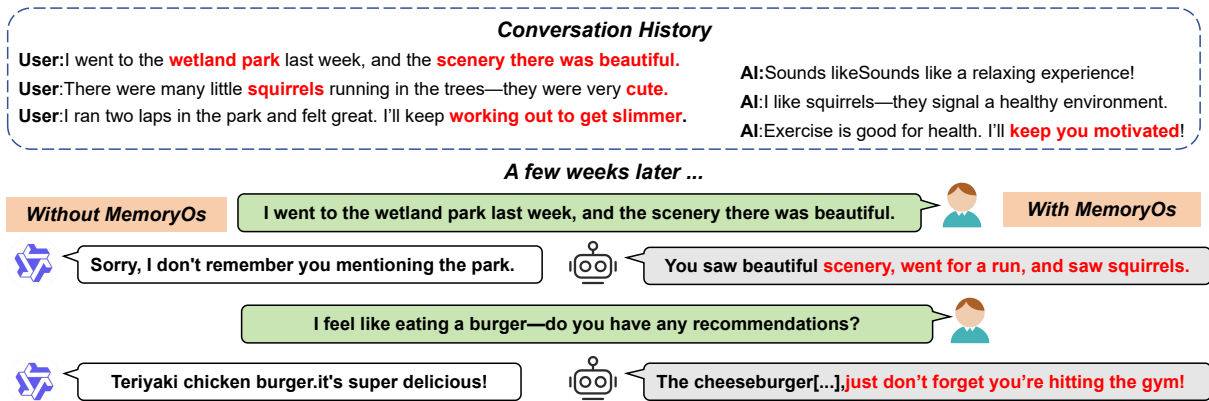 Conversation History
User:I went to the wetland park last week, and the scenery there was beautiful.
AI:Sounds likeSounds like a relaxing experience!
User:There were many little squirrels running in the trees—they were very cute.
AI:I like squirrels—they signal a healthy environment.
User:I ran two laps in the park and felt great. I’ll keep working out to get slimmer.
AI:Exercise is good for health. I’ll keep you motivated!
A few weeks later ...
Without MemoryOs
I went to the wetland park last week, and the scenery there was beautiful.
With MemoryOs
Sorry, I don't remember you mentioning the park.
You saw beautiful scenery, went for a run, and saw squirrels.
I feel like eating a burger—do you have any recommendations?
Teriyaki chicken burger.it's super delicious!
The cheeseburger[...],just don’t forget you’re hitting the gym!